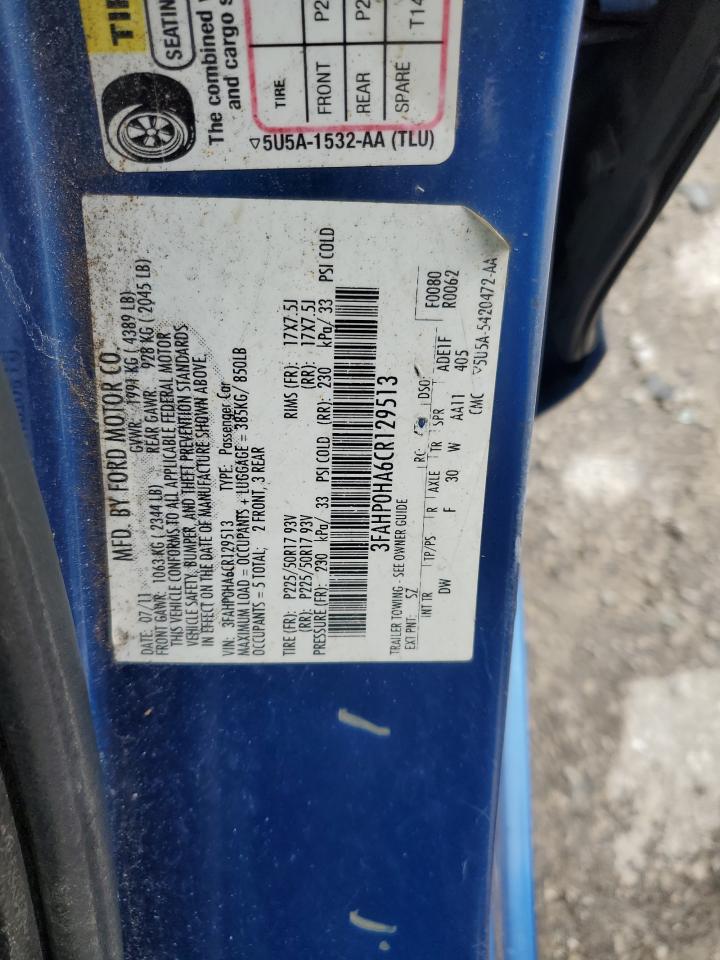 TIR
SEATIN
The combined
and cargo s
TIRE
FRONT P2
REAR P2
SPARE T14
▽5U5A-1532-AA (TLU)
MFD. BY FORD MOTOR CO.
DATE: 07/11 GVWR: 1991 KG ( 4389 LB)
FRONT GAWR: 1063 KG ( 2344 LB) REAR GAWR: 928 KG ( 2045 LB)
THIS VEHICLE CONFORMS TO ALL APPLICABLE FEDERAL MOTOR
VEHICLE SAFETY, BUMPER, AND THEFT PREVENTION STANDARDS
IN EFFECT ON THE DATE OF MANUFACTURE SHOWN ABOVE.
VIN: 3FAHP0HA6CR129513 TYPE: Passenger Car
MAXIMUM LOAD = OCCUPANTS + LUGGAGE = 385KG/ 850LB
OCCUPANTS = 5 TOTAL; 2 FRONT, 3 REAR
TIRE (FR): P225/50R17 93V RIMS (FR): 17X7.5J
(RR): P225/50R17 93V (RR): 17X7.5J
PRESSURE (FR): 230 kPa/ 33 PSI COLD (RR): 230 kPa/ 33 PSI COLD
3FAHP0HA6CR129513
TRAILER TOWING - SEE OWNER GUIDE
EXT PNT: SZ RC: DSO: F0080
INT TR TP/PS R AXLE TR SPR ADE1F R0062
DW F 30 W AA11 405
CMC ▽5U5A-5420472-AA